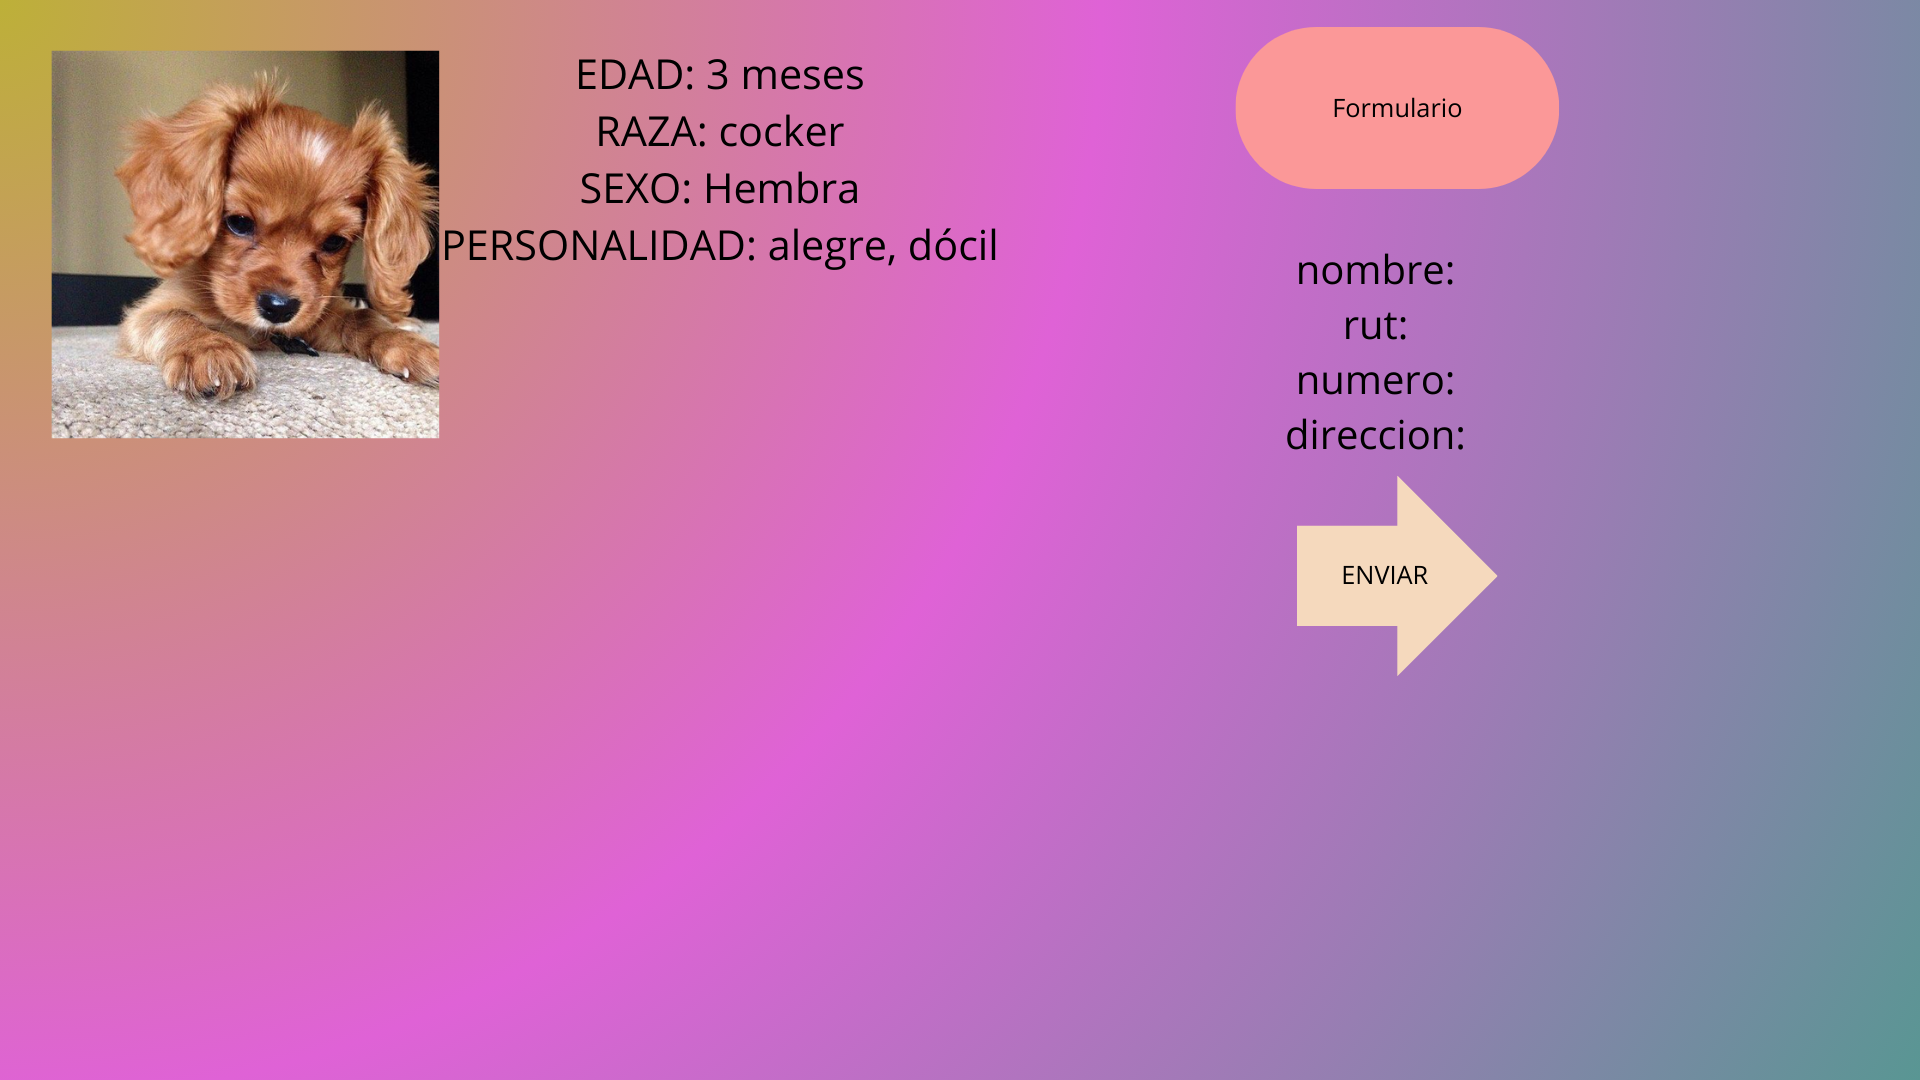 EDAD: 3 meses
RAZA: cocker
SEXO: Hembra
PERSONALIDAD: alegre, dócil
Formulario
nombre:
rut:
numero:
direccion:
ENVIAR